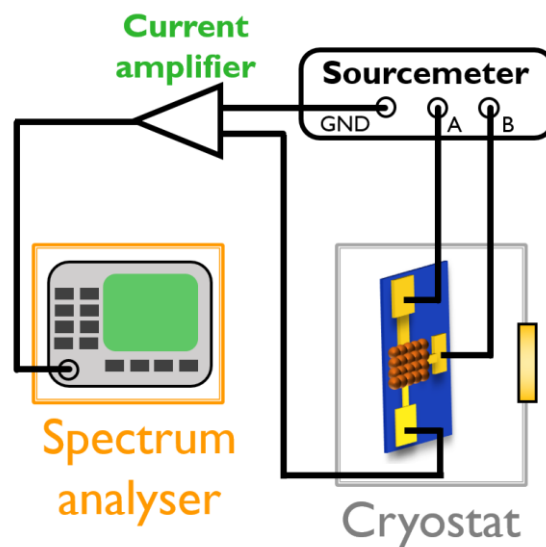 Current
amplifier
Sourcemeter
GND
A
B
Spectrum
analyser
Cryostat